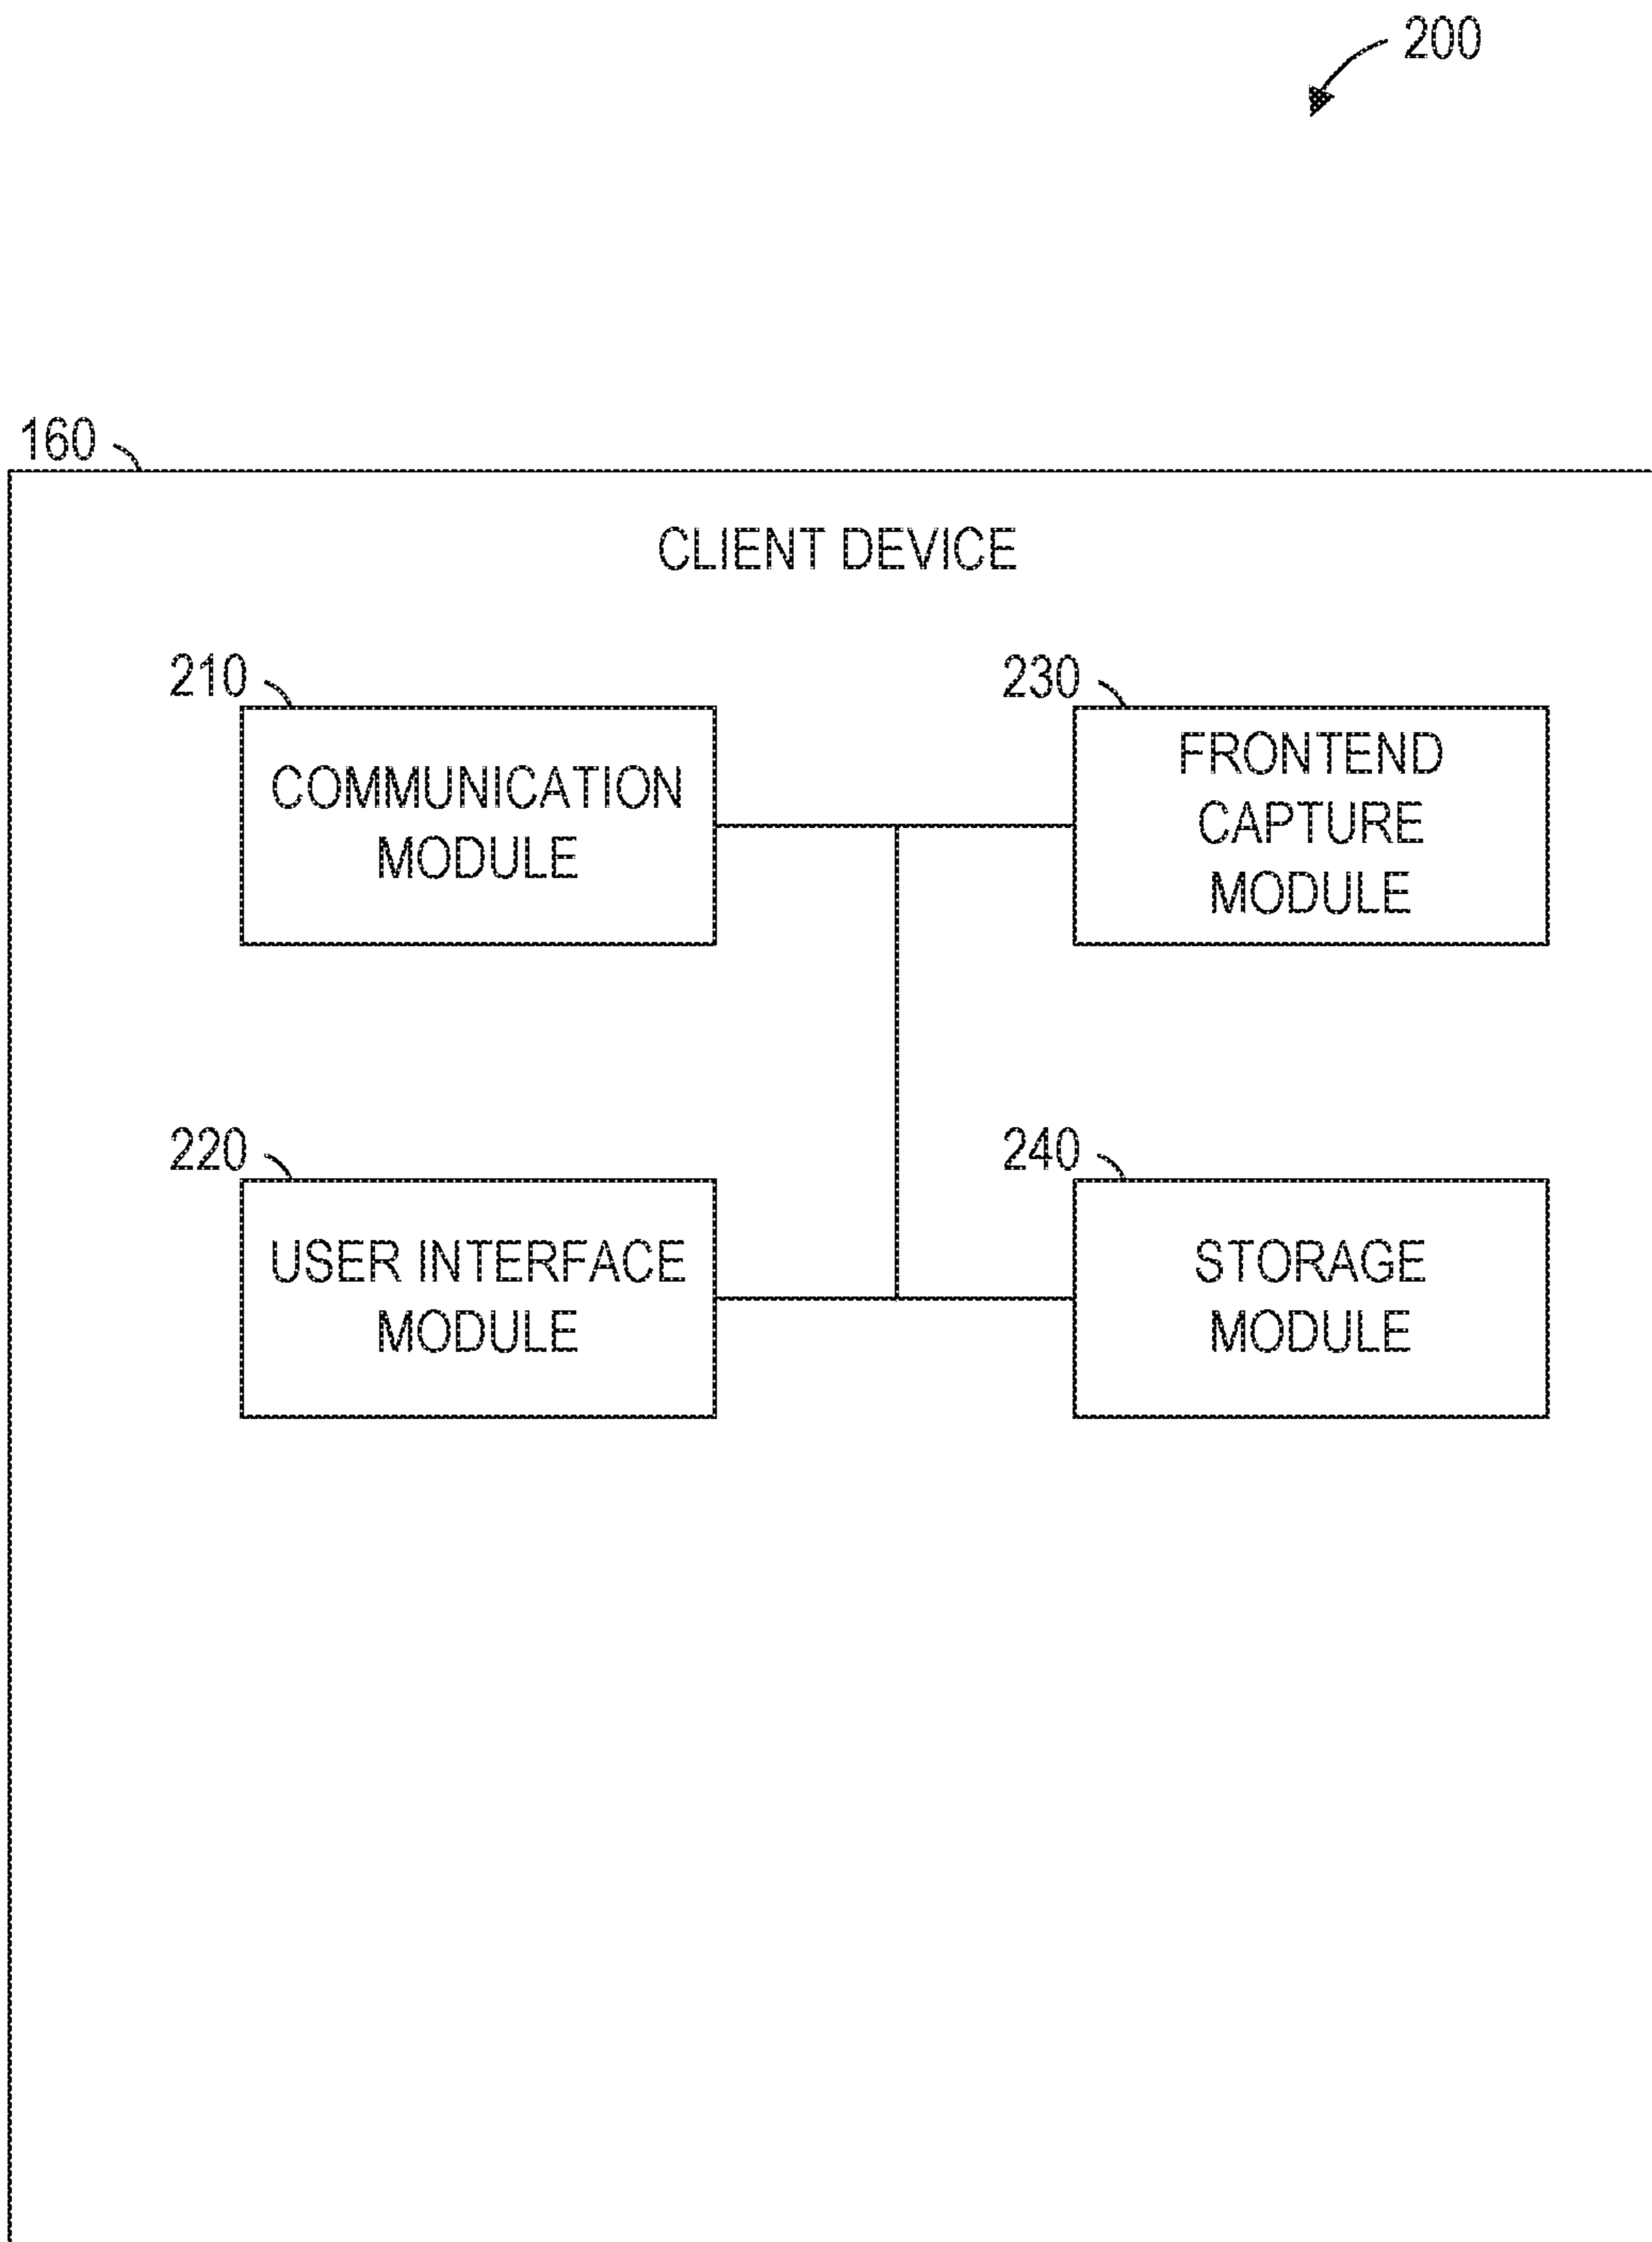 200
160
CLIENT DEVICE
210
COMMUNICATION
MODULE
230
FRONTEND
CAPTURE
MODULE
220
USER INTERFACE
MODULE
240
STORAGE
MODULE